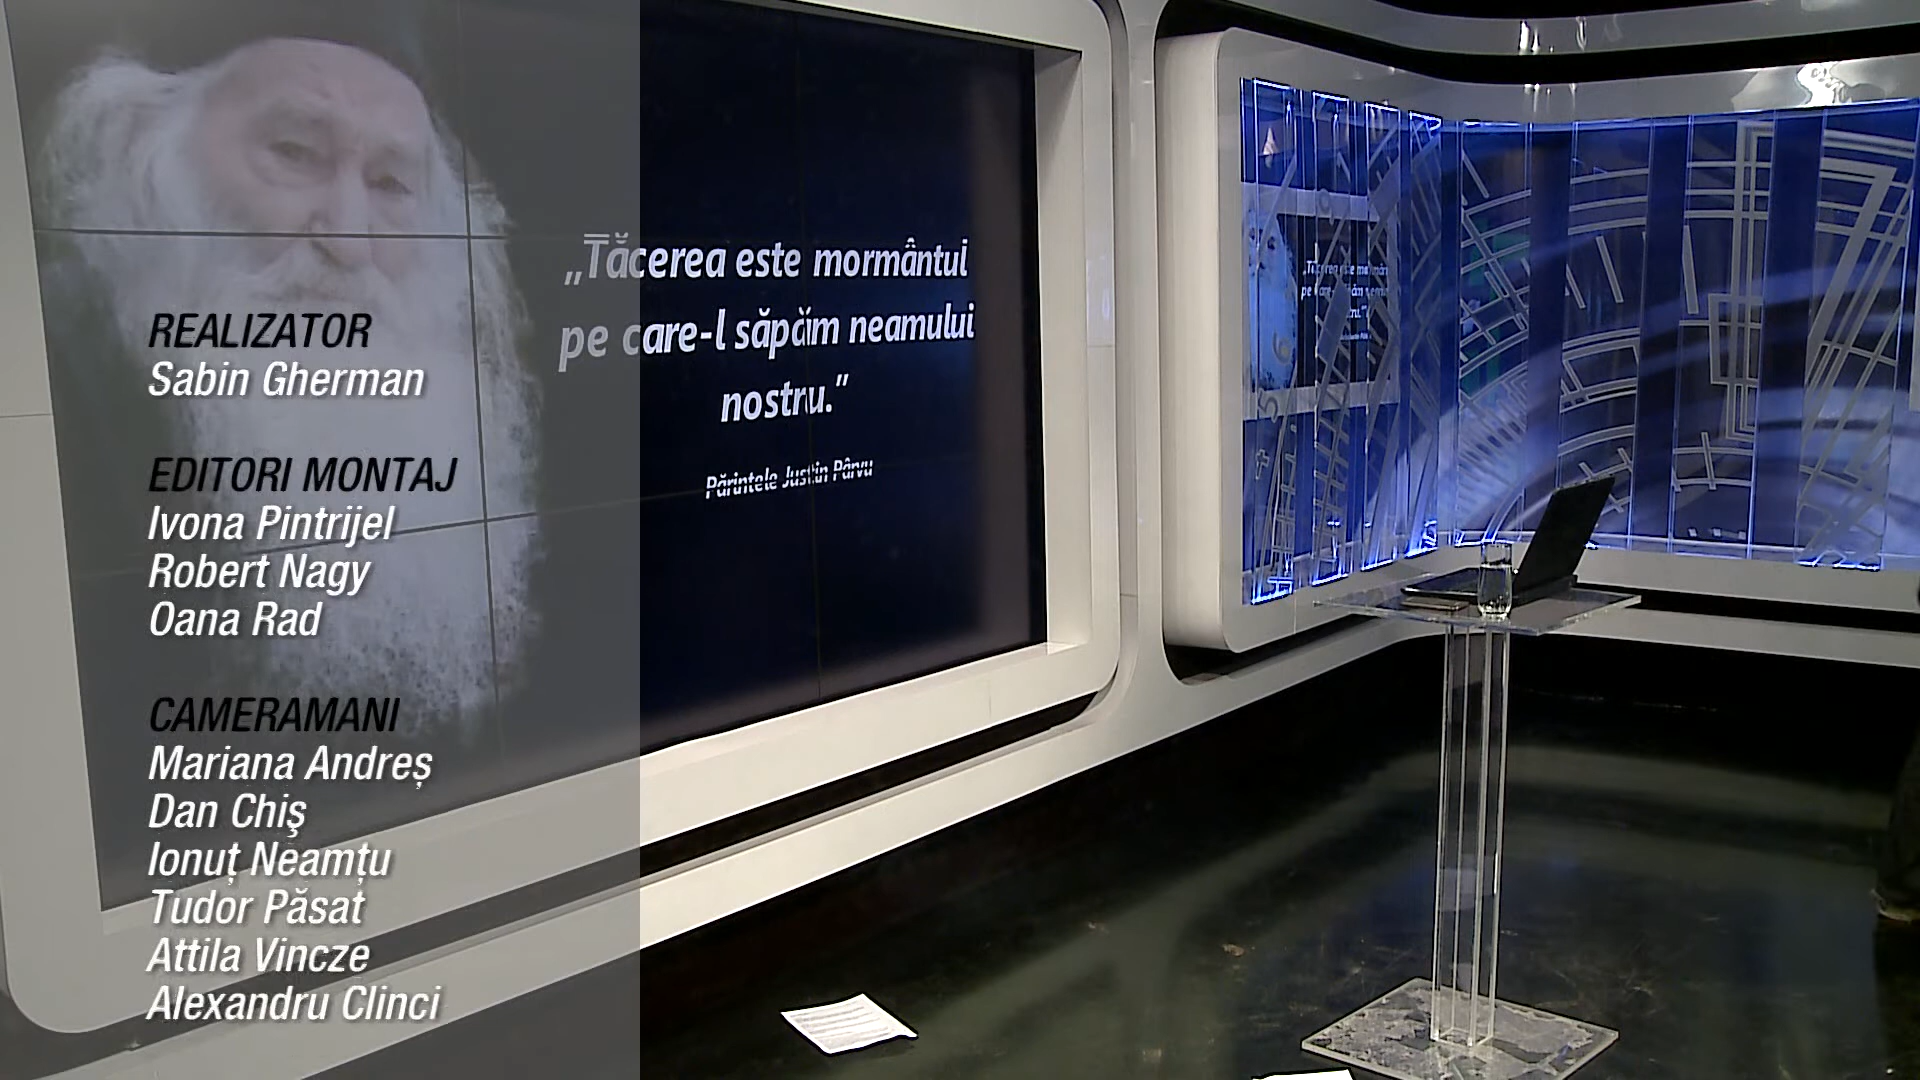 REALIZATOR
Sabin Gherman
EDITORI MONTAJ
Ivona Pintrijel
Robert Nagy
Oana Rad
CAMERAMANI
Mariana Andreș
Dan Chiş
Ionuț Neamțu
Tudor Păsat
Attila Vincze
Alexandru Clinci
„Tăcerea este mormântul
pe care-l săpăm neamului
nostru.”
Părintele Justin Pârvu